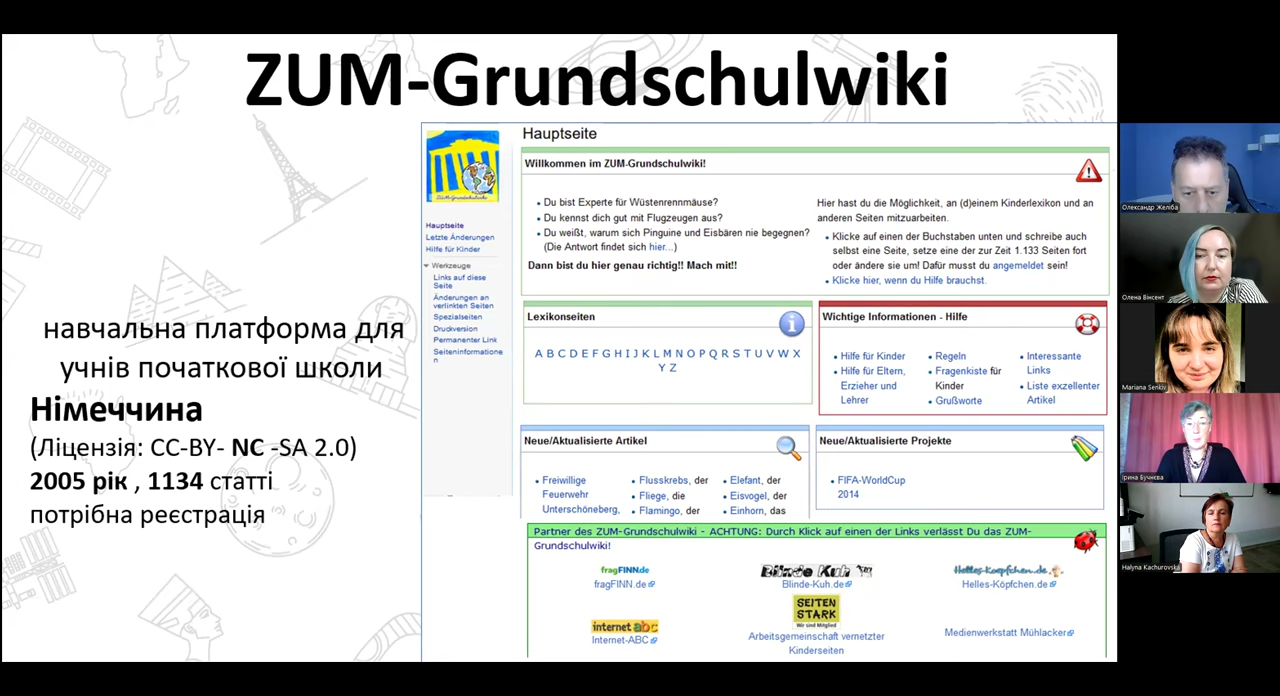 ZUM-Grundschulwiki
навчальна платформа для
учнів початкової школи
Німеччина
(Ліцензія: CC-BY- NC -SA 2.0)
2005 рік , 1134 статті
потрібна реєстрація
ZUM-Grundschulwiki
Hauptseite
Letzte Änderungen
Hilfe für Kinder
Werkzeuge
Links auf diese
Seite
Änderungen an
verlinkten Seiten
Spezialseiten
Druckversion
Permanenter Link
Seiteninformatione
n
Hauptseite
Willkommen im ZUM-Grundschulwiki!
Du bist Experte für Wüstenrennmäuse?
Du kennst dich gut mit Flugzeugen aus?
Du weißt, warum sich Pinguine und Eisbären nie begegnen?
(Die Antwort findet sich hier...)
Dann bist du hier genau richtig!! Mach mit!!
Hier hast du die Möglichkeit, an (d)einem Kinderlexikon und an
anderen Seiten mitzuarbeiten.
Klicke auf einen der Buchstaben unten und schreibe auch
selbst eine Seite, setze eine der zur Zeit 1.133 Seiten fort
oder ändere sie um! Dafür musst du angemeldet sein!
Klicke hier, wenn du Hilfe brauchst.
Lexikonseiten
A B C D E F G H I J K L M N O P Q R S T U V W X
Y Z
Wichtige Informationen - Hilfe
Hilfe für Kinder
Hilfe für Eltern,
Erzieher und
Lehrer
Regeln
Fragenkiste für
Kinder
Grußworte
Interessante
Links
Liste exzellenter
Artikel
Neue/Aktualisierte Artikel
Freiwillige
Feuerwehr
Unterschöneberg,
Flusskrebs, der
Fliege, die
Flamingo, der
Elefant, der
Eisvogel, der
Einhorn, das
Neue/Aktualisierte Projekte
FIFA-WorldCup
2014
Partner des ZUM-Grundschulwiki - ACHTUNG: Durch Klick auf einen der Links verlässt Du das ZUM-
Grundschulwiki!
fragFINN.de
fragFINN.de
Blinde Kuh
Blinde-Kuh.de
Helles-Koepfchen.de
Helles-Köpfchen.de
internet abc
Internet-ABC
SEITEN
STARK
Wir sind Mitglied
Arbeitsgemeinschaft vernetzter
Kinderseiten
Medienwerkstatt Mühlacker
Олександр Желіба
Олена Вінсент
Mariana Senkiv
Ірина Бучнєва
Halyna Kachurovska